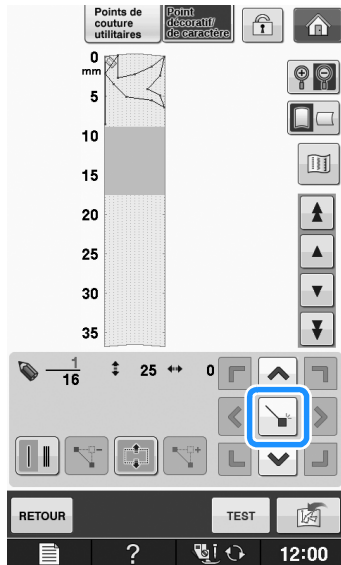 Points de couture utilitaires
Point décoratif/ de caractère
0
mm
5
10
15
20
25
30
35
1
16
25
0
RETOUR
TEST
?
12:00